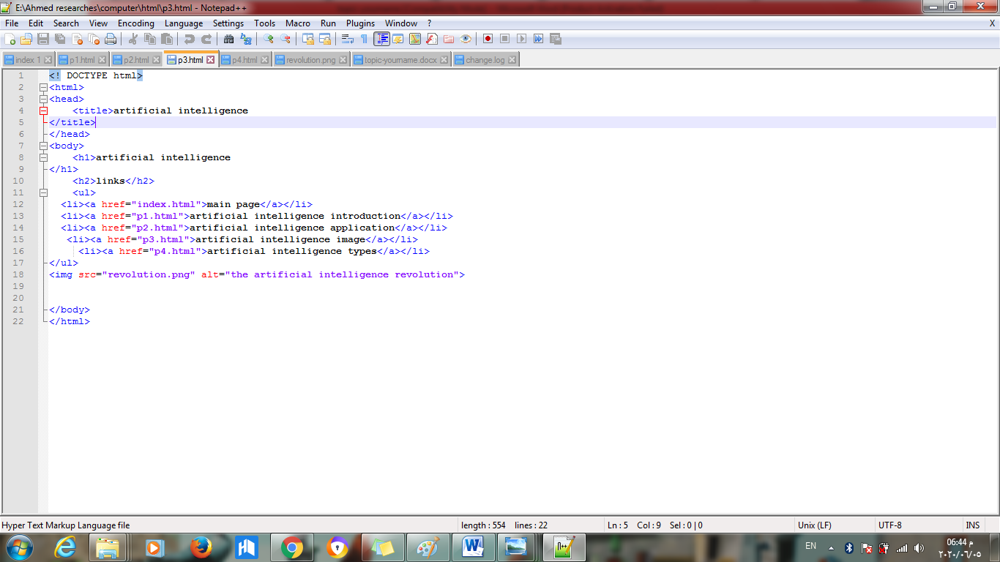 E:\Ahmed researches\computer\html\p3.html - Notepad++
File Edit Search View Encoding Language Settings Tools Macro Run Plugins Window ? X
index 1 p1.html p2.html p3.html p4.html revolution.png topic-yourname.docx change.log
1 <! DOCTYPE html>
2 <html>
3 <head>
4 <title>artificial intelligence
5 </title>
6 </head>
7 <body>
8 <h1>artificial intelligence
9 </h1>
10 <h2>links</h2>
11 <ul>
12 <li><a href="index.html">main page</a></li>
13 <li><a href="p1.html">artificial intelligence introduction</a></li>
14 <li><a href="p2.html">artificial intelligence application</a></li>
15 <li><a href="p3.html">artificial intelligence image</a></li>
16 <li><a href="p4.html">artificial intelligence types</a></li>
17 </ul>
18 <img src="revolution.png" alt="the artificial intelligence revolution">
19
20
21 </body>
22 </html>
Hyper Text Markup Language file length : 554 lines : 22 Ln : 5 Col : 9 Sel : 0 | 0 Unix (LF) UTF-8 INS
EN 06:44 م
٢٠٢٠/٠٦/٠٥